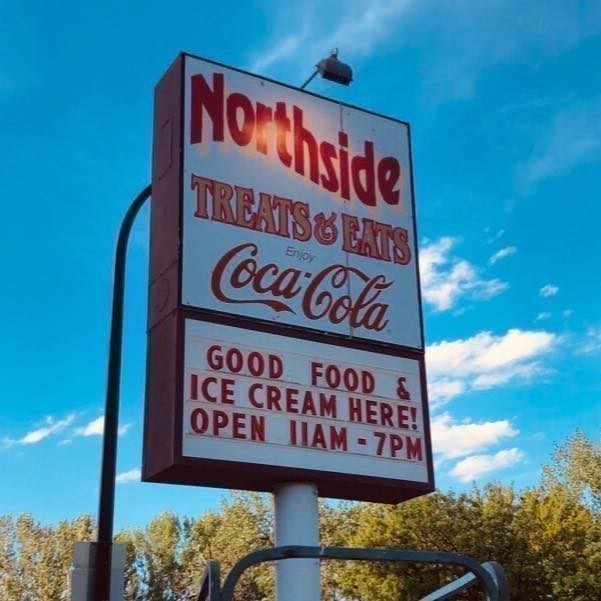 Northside
TREATS & EATS
Enjoy
Coca-Cola
GOOD FOOD &
ICE CREAM HERE!
OPEN 11AM - 7PM